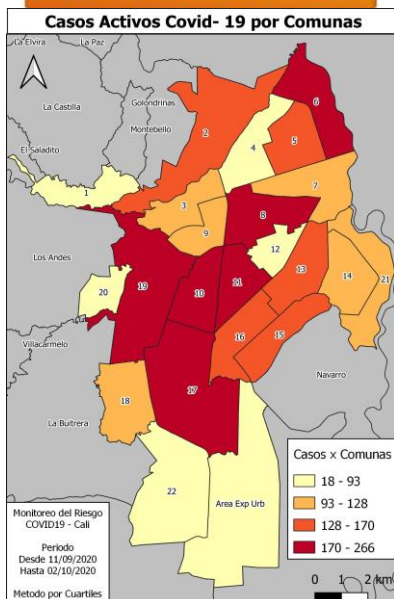 Casos Activos Covid- 19 por Comunas
La Elvira
La Paz
La Castilla
Golondrinas
Montebello
El Saladito
Los Andes
Villacarmelo
La Buitrera
Navarro
6
2
5
4
1
7
3
8
9
12
13
14
21
20
19
10
11
16
15
17
18
22
Area Exp Urb
Casos x Comunas
18 - 93
93 - 128
128 - 170
170 - 266
Monitoreo del Riesgo
COVID19 - Cali
Periodo
Desde 11/09/2020
Hasta 02/10/2020
Metodo por Cuartiles
0 1 2 km